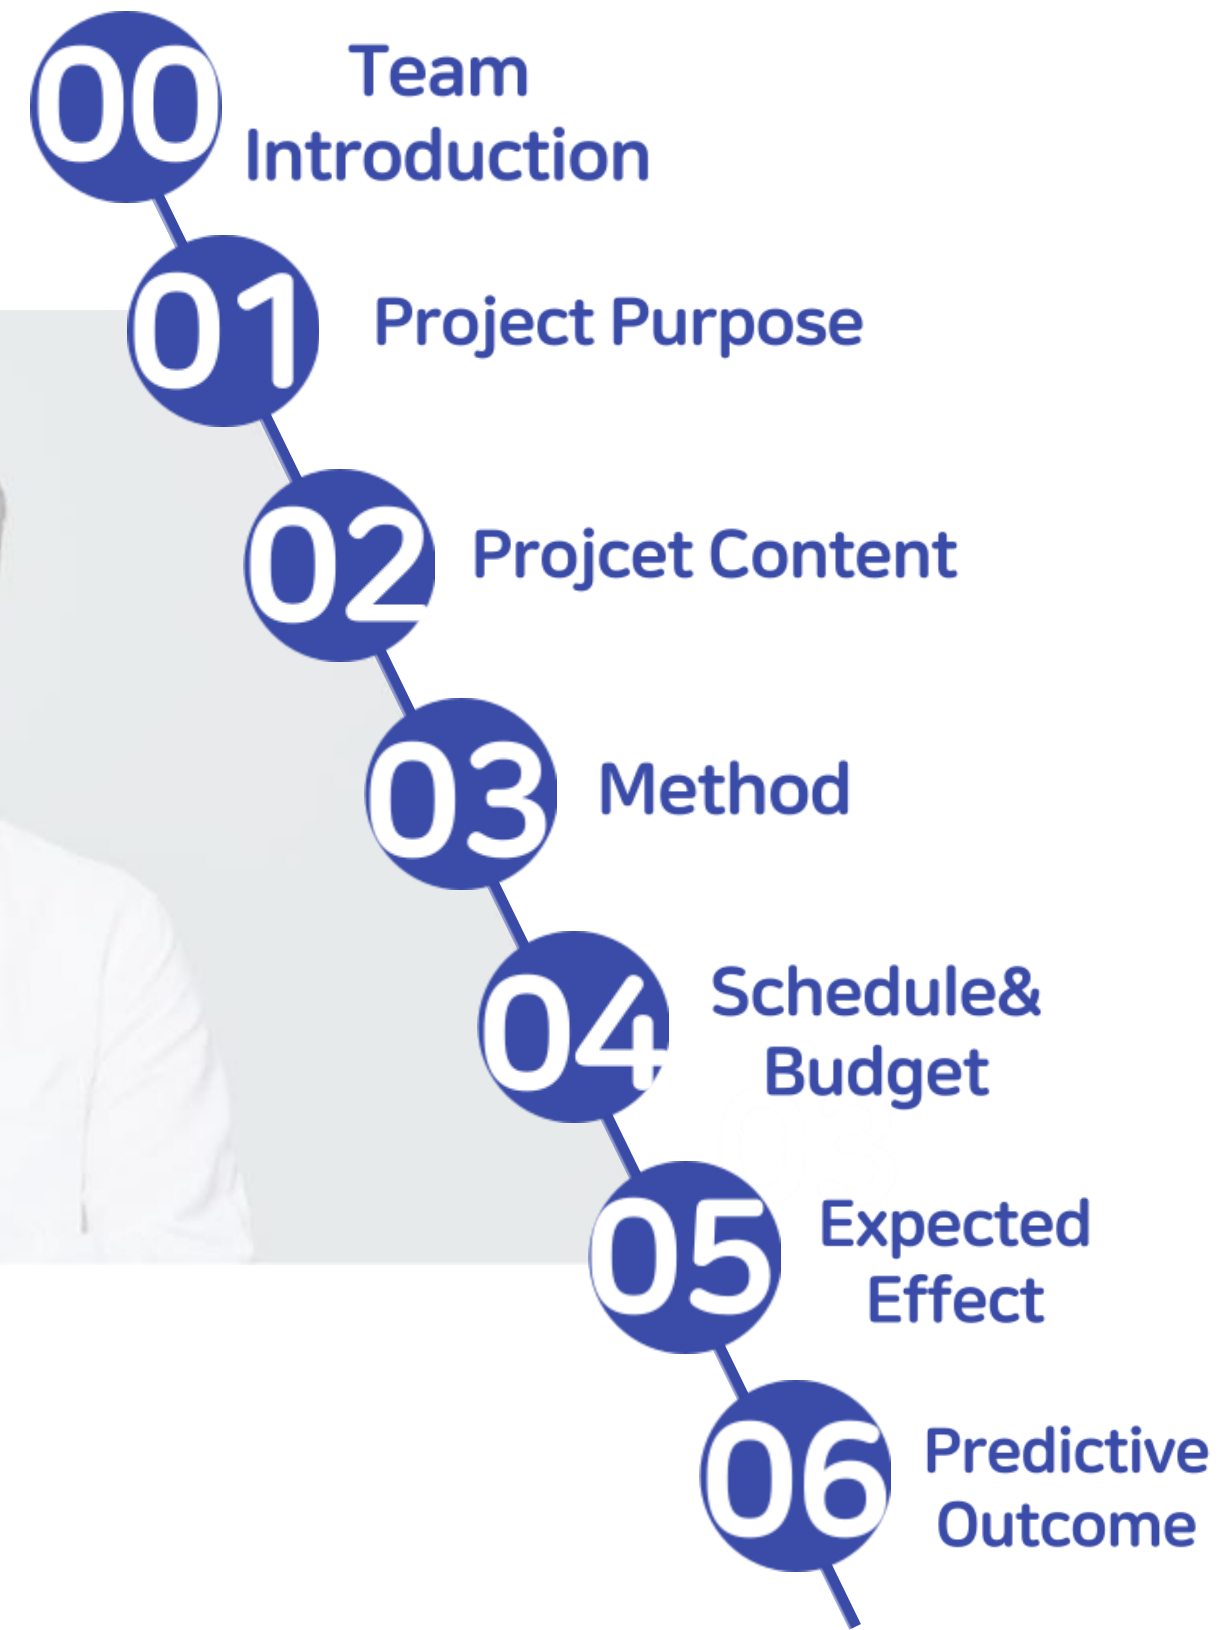 00
Team
Introduction
01
Project Purpose
02
Projcet Content
03
Method
04
Schedule&
Budget
05
Expected
Effect
06
Predictive
Outcome